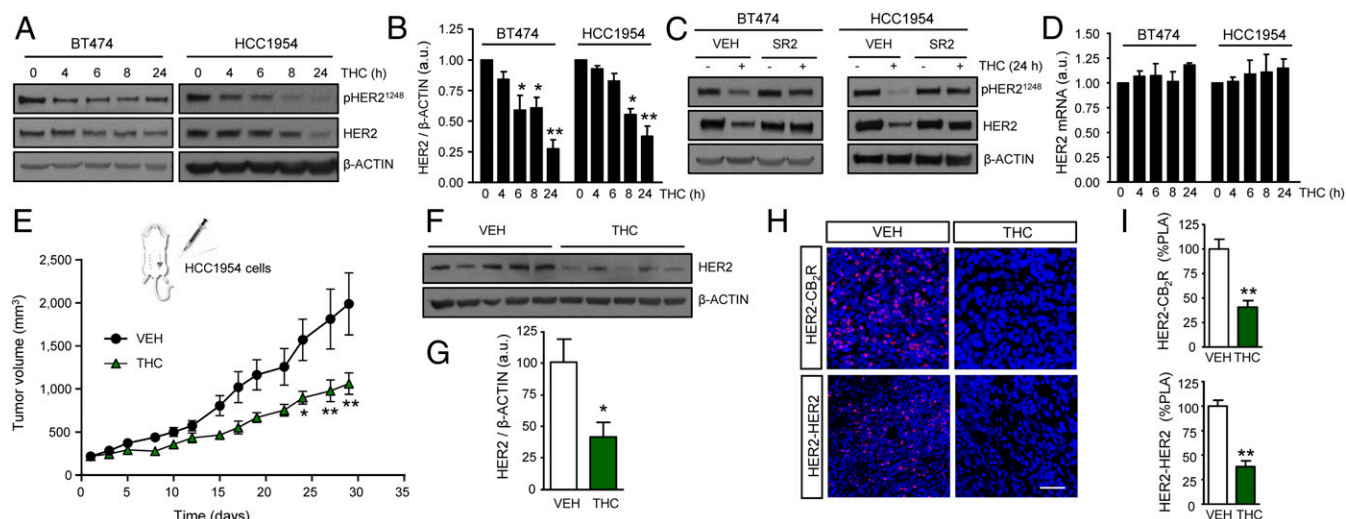 A
BT474
HCC1954
0 4 6 8 24 0 4 6 8 24 THC (h)
pHER2¹²⁴⁸
HER2
β-ACTIN
B
BT474 HCC1954
HER2 / β-ACTIN (a.u.)
1.00
0.75
0.50
0.25
0.00
* *
**
*
**
0 4 6 8 24 0 4 6 8 24 THC (h)
C
BT474
HCC1954
VEH SR2 VEH SR2
- + - + - + - + THC (24 h)
pHER2¹²⁴⁸
HER2
β-ACTIN
D
BT474 HCC1954
HER2 mRNA (a.u.)
1.50
1.25
1.00
0.75
0.50
0.25
0.00
0 4 6 8 24 0 4 6 8 24 THC (h)
E
HCC1954 cells
Tumor volume (mm³)
2,500
2,000
1,500
1,000
500
0
VEH
THC
* ** **
0 5 10 15 20 25 30 35
Time (days)
F
VEH THC
HER2
β-ACTIN
G
HER2 / β-ACTIN (a.u.)
125
100
75
50
25
0
*
VEH THC
H
VEH THC
HER2-CB₂R
HER2-HER2
I
HER2-CB₂R (%PLA)
125
100
75
50
25
0
**
VEH THC
HER2-HER2 (%PLA)
125
100
75
50
25
0
**
VEH THC